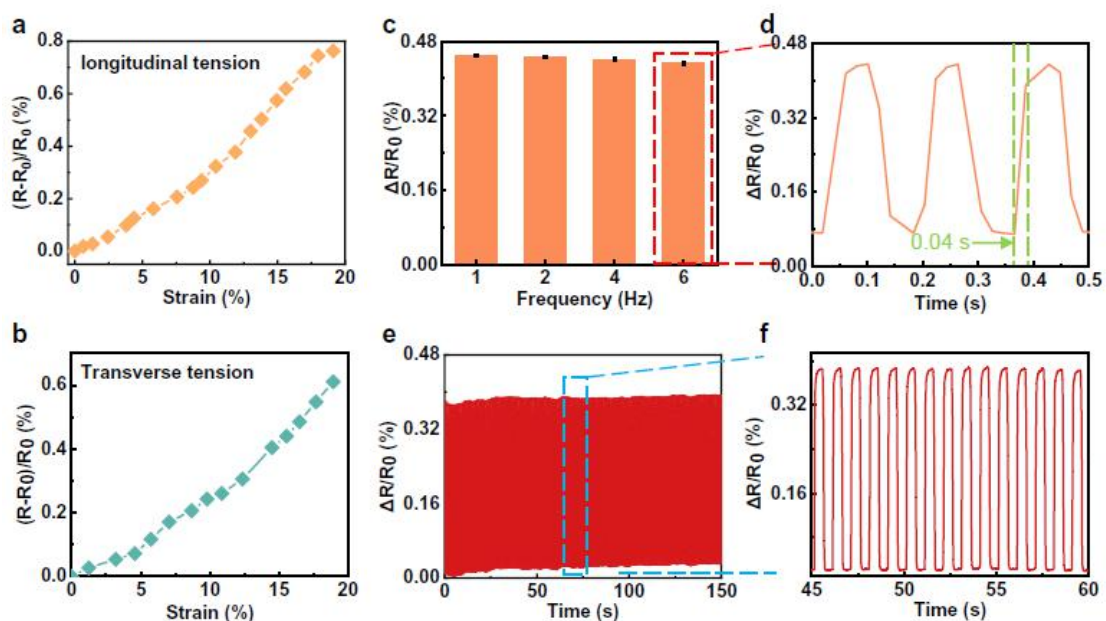 a
longitudinal tension
(R-R0)/R0 (%)
0.8
0.6
0.4
0.2
0.0
0 5 10 15 20
Strain (%)
c
ΔR/R0 (%)
0.48
0.32
0.16
0.00
1 2 4 6
Frequency (Hz)
d
ΔR/R0 (%)
0.48
0.32
0.16
0.00
0.04 s
0.0 0.1 0.2 0.3 0.4 0.5
Time (s)
b
Transverse tension
(R-R0)/R0 (%)
0.6
0.4
0.2
0.0
0 5 10 15 20
Strain (%)
e
ΔR/R0 (%)
0.48
0.32
0.16
0.00
0 50 100 150
Time (s)
f
ΔR/R0 (%)
0.32
0.16
45 50 55 60
Time (s)